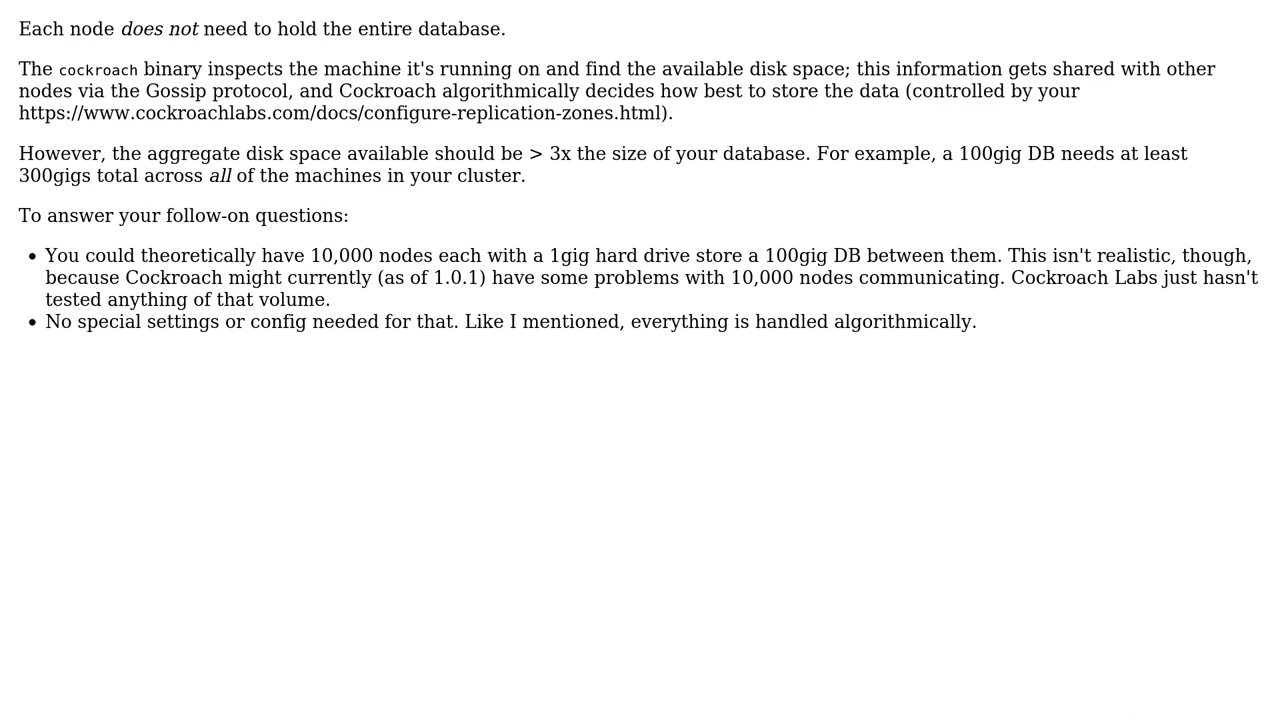 Each node does not need to hold the entire database.
The cockroach binary inspects the machine it's running on and find the available disk space; this information gets shared with other
nodes via the Gossip protocol, and Cockroach algorithmically decides how best to store the data (controlled by your
https://www.cockroachlabs.com/docs/configure-replication-zones.html).
However, the aggregate disk space available should be > 3x the size of your database. For example, a 100gig DB needs at least
300gigs total across all of the machines in your cluster.
To answer your follow-on questions:
• You could theoretically have 10,000 nodes each with a 1gig hard drive store a 100gig DB between them. This isn't realistic, though,
because Cockroach might currently (as of 1.0.1) have some problems with 10,000 nodes communicating. Cockroach Labs just hasn't
tested anything of that volume.
• No special settings or config needed for that. Like I mentioned, everything is handled algorithmically.